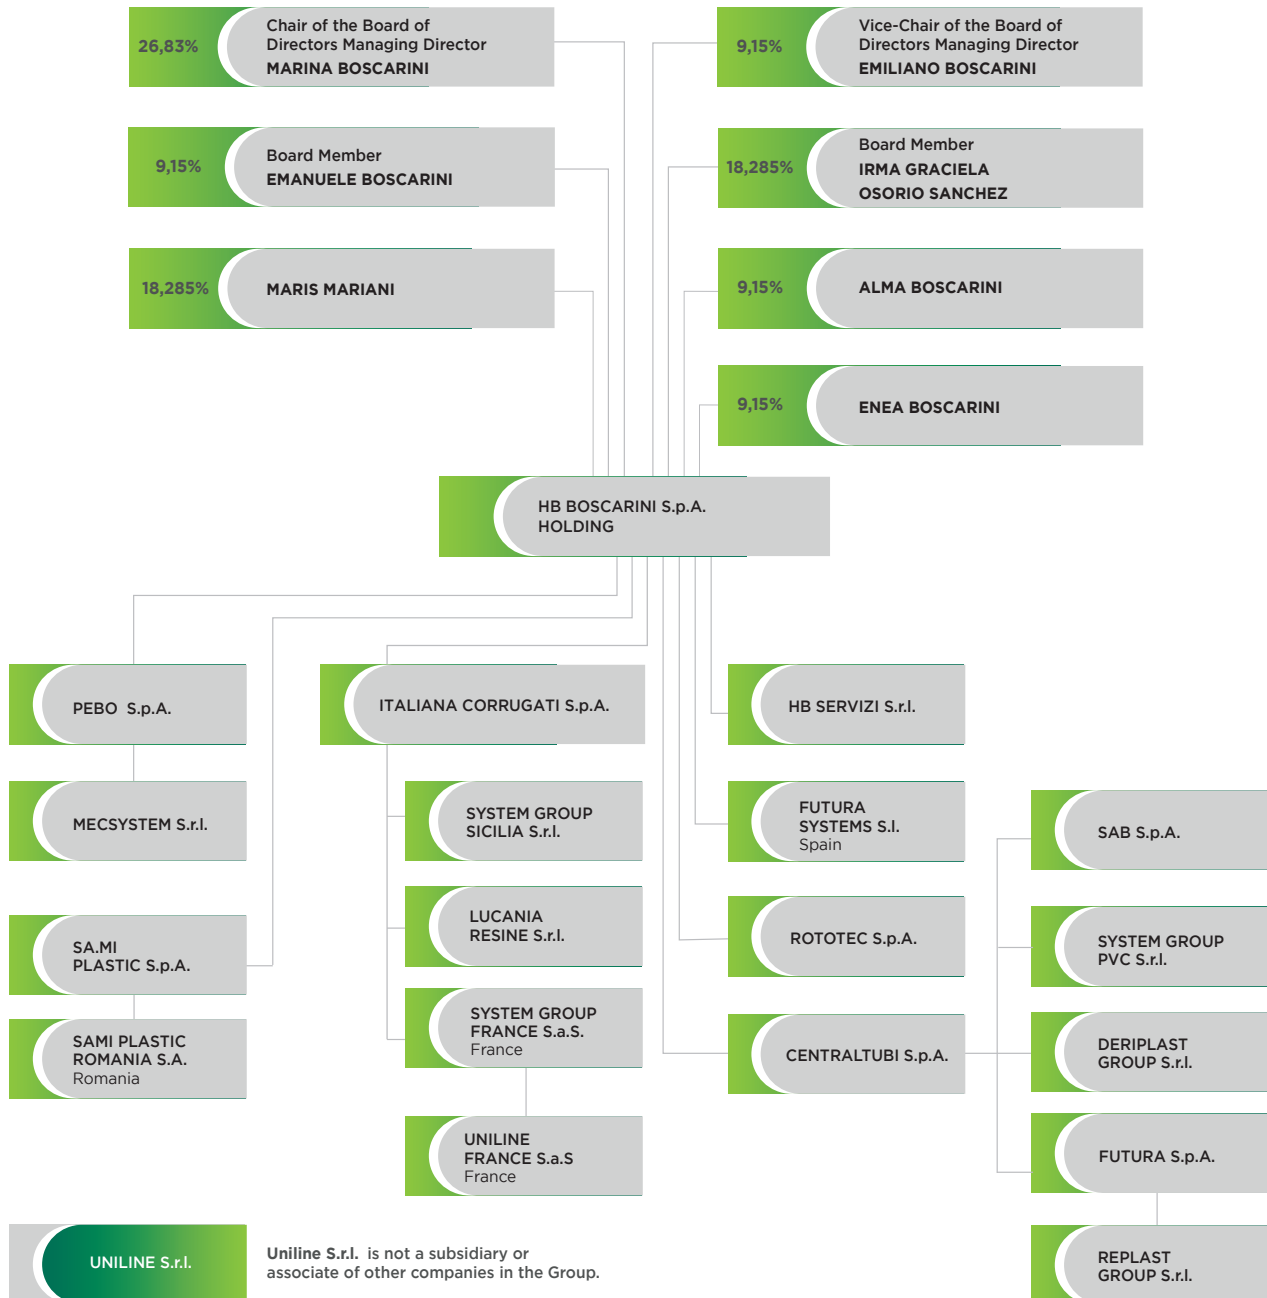 26,83%
Chair of the Board of
Directors Managing Director
MARINA BOSCARINI
9,15%
Vice-Chair of the Board of
Directors Managing Director
EMILIANO BOSCARINI
9,15%
Board Member
EMANUELE BOSCARINI
18,285%
Board Member
IRMA GRACIELA
OSORIO SANCHEZ
18,285%
MARIS MARIANI
9,15%
ALMA BOSCARINI
9,15%
ENEA BOSCARINI
HB BOSCARINI S.p.A.
HOLDING
PEBO S.p.A.
MECSYSTEM S.r.l.
SA.MI
PLASTIC S.p.A.
SAMI PLASTIC
ROMANIA S.A.
Romania
ITALIANA CORRUGATI S.p.A.
SYSTEM GROUP
SICILIA S.r.l.
LUCANIA
RESINE S.r.l.
SYSTEM GROUP
FRANCE S.a.S.
France
UNILINE
FRANCE S.a.S
France
HB SERVIZI S.r.l.
FUTURA
SYSTEMS S.l.
Spain
ROTOTEC S.p.A.
CENTRALTUBI S.p.A.
SAB S.p.A.
SYSTEM GROUP
PVC S.r.l.
DERIPLAST
GROUP S.r.l.
FUTURA S.p.A.
REPLAST
GROUP S.r.l.
UNILINE S.r.l.
Uniline S.r.l. is not a subsidiary or
associate of other companies in the Group.